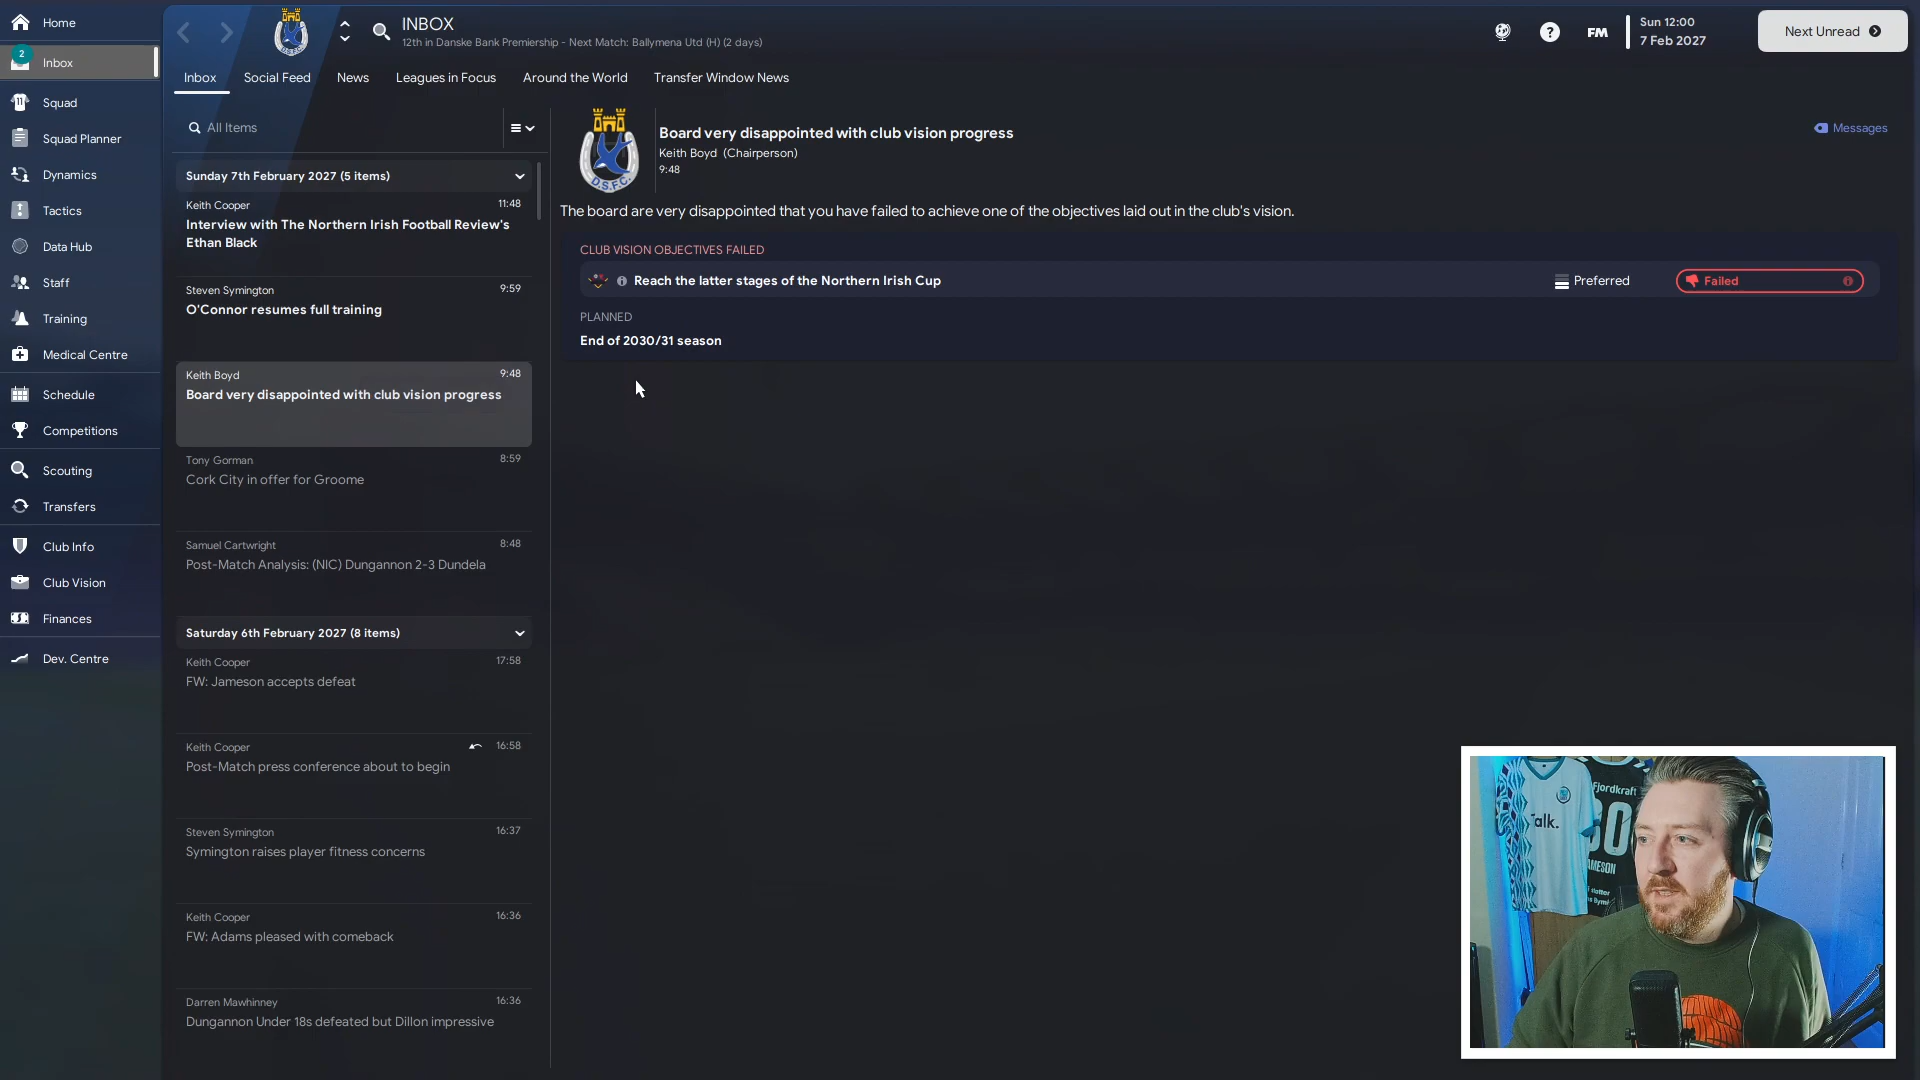 Home
2
Inbox
Squad
Squad Planner
Dynamics
Tactics
Data Hub
Staff
Training
Medical Centre
Schedule
Competitions
Scouting
Transfers
Club Info
Club Vision
Finances
Dev. Centre
D.S.F.C.
INBOX
12th in Danske Bank Premiership - Next Match: Ballymena Utd (H) (2 days)
FM
Sun 12:00
7 Feb 2027
Next Unread
Inbox
Social Feed
News
Leagues in Focus
Around the World
Transfer Window News
All Items
Sunday 7th February 2027 (5 items)
Keith Cooper 11:48
Interview with The Northern Irish Football Review's
Ethan Black
Steven Symington 9:59
O'Connor resumes full training
Keith Boyd 9:48
Board very disappointed with club vision progress
Tony Gorman 8:59
Cork City in offer for Groome
Samuel Cartwright 8:48
Post-Match Analysis: (NIC) Dungannon 2-3 Dundela
Saturday 6th February 2027 (8 items)
Keith Cooper 17:58
FW: Jameson accepts defeat
Keith Cooper 16:58
Post-Match press conference about to begin
Steven Symington 16:37
Symington raises player fitness concerns
Keith Cooper 16:36
FW: Adams pleased with comeback
Darren Mawhinney 16:36
Dungannon Under 18s defeated but Dillon impressive
D.S.F.C.
Board very disappointed with club vision progress
Keith Boyd (Chairperson)
9:48
Messages
The board are very disappointed that you have failed to achieve one of the objectives laid out in the club's vision.
CLUB VISION OBJECTIVES FAILED
Reach the latter stages of the Northern Irish Cup
Preferred
Failed
PLANNED
End of 2030/31 season
Fjordkraft
Talk.